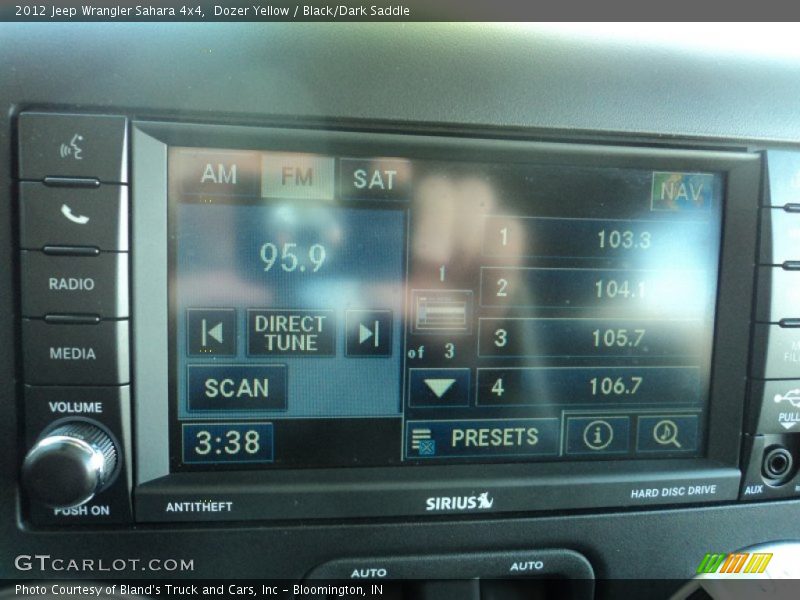 2012 Jeep Wrangler Sahara 4x4, Dozer Yellow / Black/Dark Saddle
AM FM SAT NAV
95.9
1 103.3
2 104.1
3 105.7
4 106.7
1
of 3
DIRECT
TUNE
SCAN
3:38
PRESETS
RADIO
MEDIA
VOLUME
PUSH ON
ANTITHEFT
SIRIUS
HARD DISC DRIVE
PULL
AUX
AUTO AUTO
GTCARLOT.COM
Photo Courtesy of Bland's Truck and Cars, Inc - Bloomington, IN